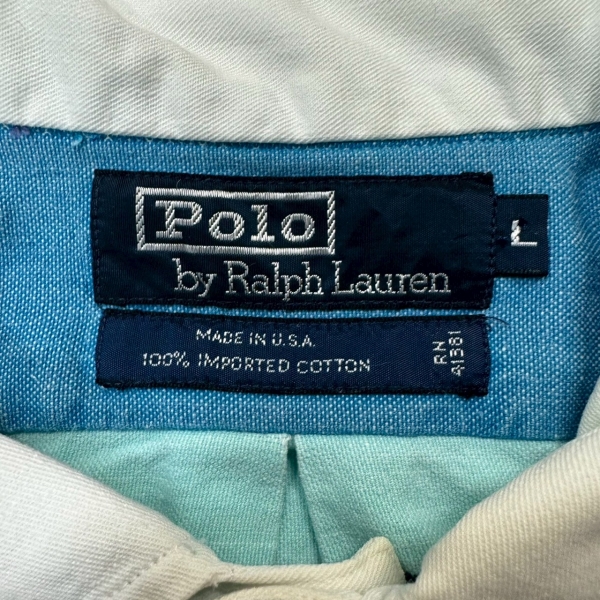 Polo
by Ralph Lauren
L
MADE IN U.S.A.
100% IMPORTED COTTON
RN
41381